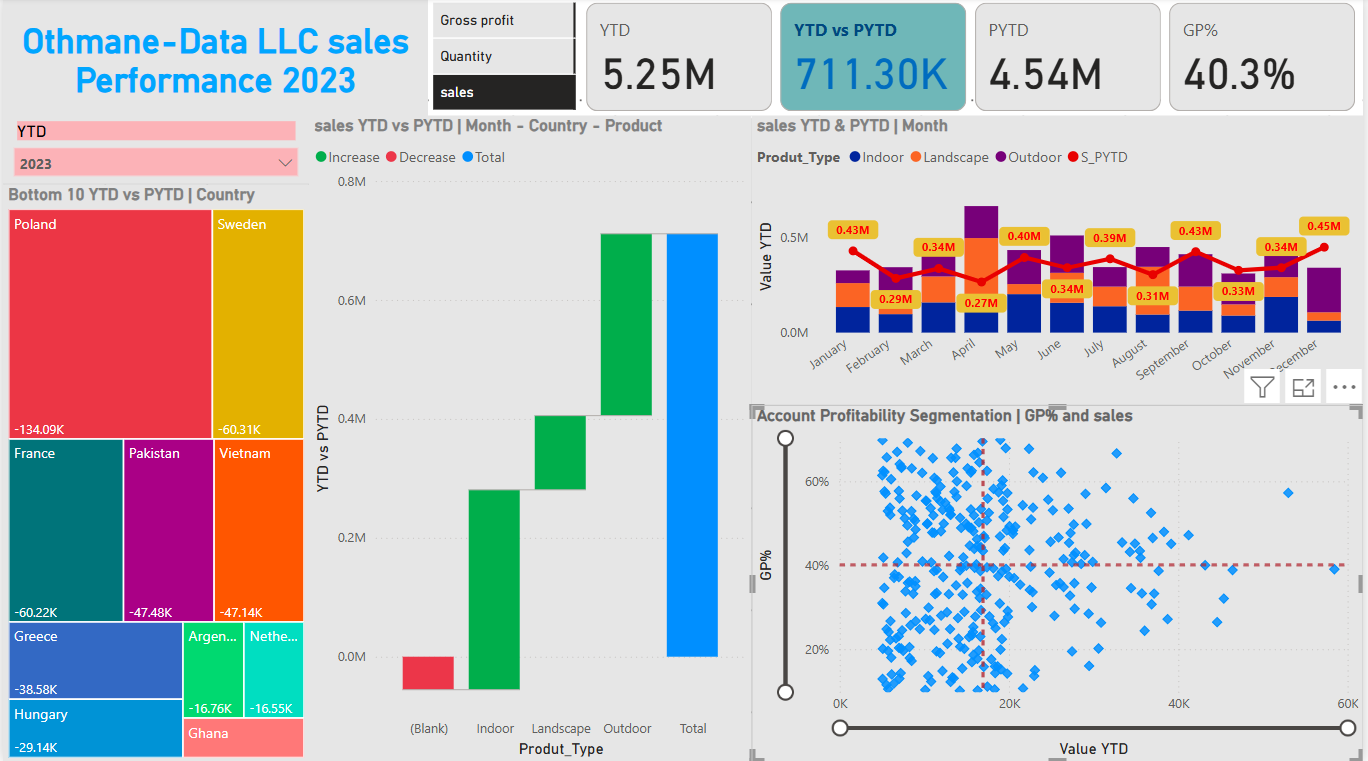 Othmane-Data LLC sales
Performance 2023
Gross profit
Quantity
sales
YTD
5.25M
YTD vs PYTD
711.30K
PYTD
4.54M
GP%
40.3%
YTD
2023
Bottom 10 YTD vs PYTD | Country
Poland
-134.09K
Sweden
-60.31K
France
-60.22K
Pakistan
-47.48K
Vietnam
-47.14K
Greece
-38.58K
Argen...
-16.76K
Nethe...
-16.55K
Hungary
-29.14K
Ghana
sales YTD vs PYTD | Month - Country - Product
Increase Decrease Total
YTD vs PYTD
0.8M
0.6M
0.4M
0.2M
0.0M
(Blank) Indoor Landscape Outdoor Total
Produt_Type
sales YTD & PYTD | Month
Produt_Type Indoor Landscape Outdoor S_PYTD
Value YTD
0.5M
0.0M
0.43M
0.29M
0.34M
0.27M
0.40M
0.34M
0.39M
0.31M
0.43M
0.33M
0.34M
0.45M
January February March April May June July August September October November December
Account Profitability Segmentation | GP% and sales
GP%
60%
40%
20%
0K 20K 40K 60K
Value YTD